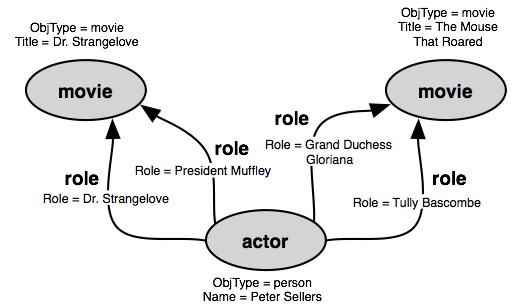 ObjType = movie
Title = Dr. Strangelove
movie
ObjType = movie
Title = The Mouse
That Roared
movie
role
Role = President Muffley
role
Role = Grand Duchess
Gloriana
role
Role = Dr. Strangelove
role
Role = Tully Bascombe
actor
ObjType = person
Name = Peter Sellers